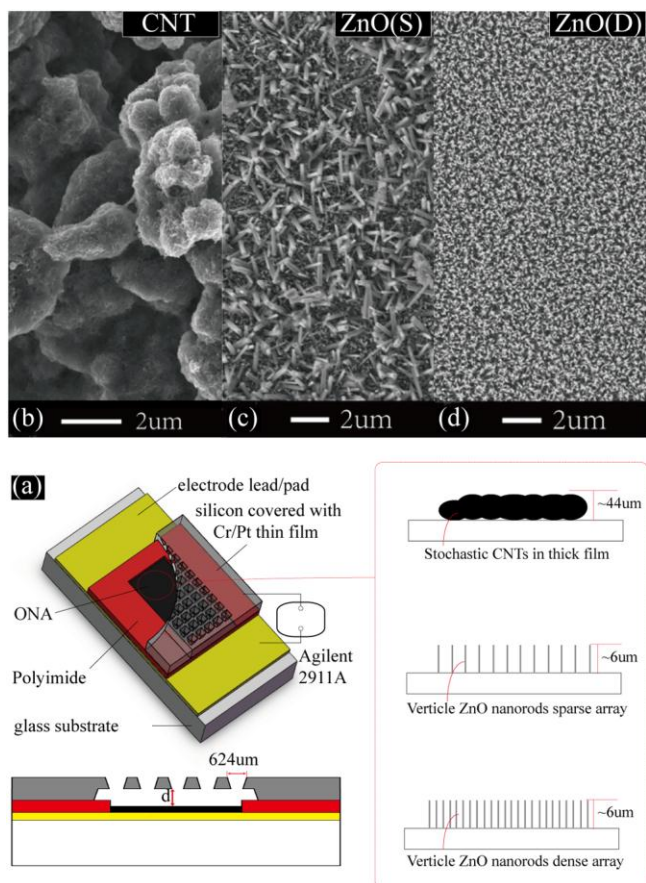 CNT
ZnO(S)
ZnO(D)
(b)
2um
(c)
2um
(d)
2um
(a)
electrode lead/pad
silicon covered with
Cr/Pt thin film
ONA
Polyimide
Agilent
2911A
glass substrate
624um
d
~44um
Stochastic CNTs in thick film
~6um
Verticle ZnO nanorods sparse array
~6um
Verticle ZnO nanorods dense array